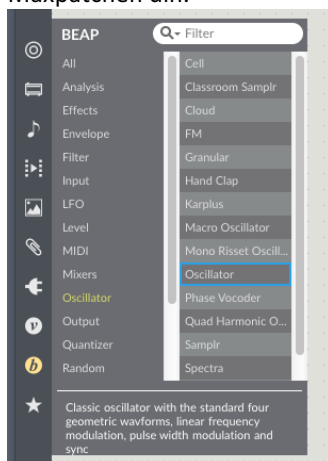 Maxpatchen din.
BEAP
Filter
All
Analysis
Effects
Envelope
Filter
Input
LFO
Level
MIDI
Mixers
Oscillator
Output
Quantizer
Random
Cell
Classroom Samplr
Cloud
FM
Granular
Hand Clap
Karplus
Macro Oscillator
Mono Risset Oscill...
Oscillator
Phase Vocoder
Quad Harmonic O...
Samplr
Spectra
Classic oscillator with the standard four
geometric wavforms, linear frequency
modulation, pulse width modulation and
sync